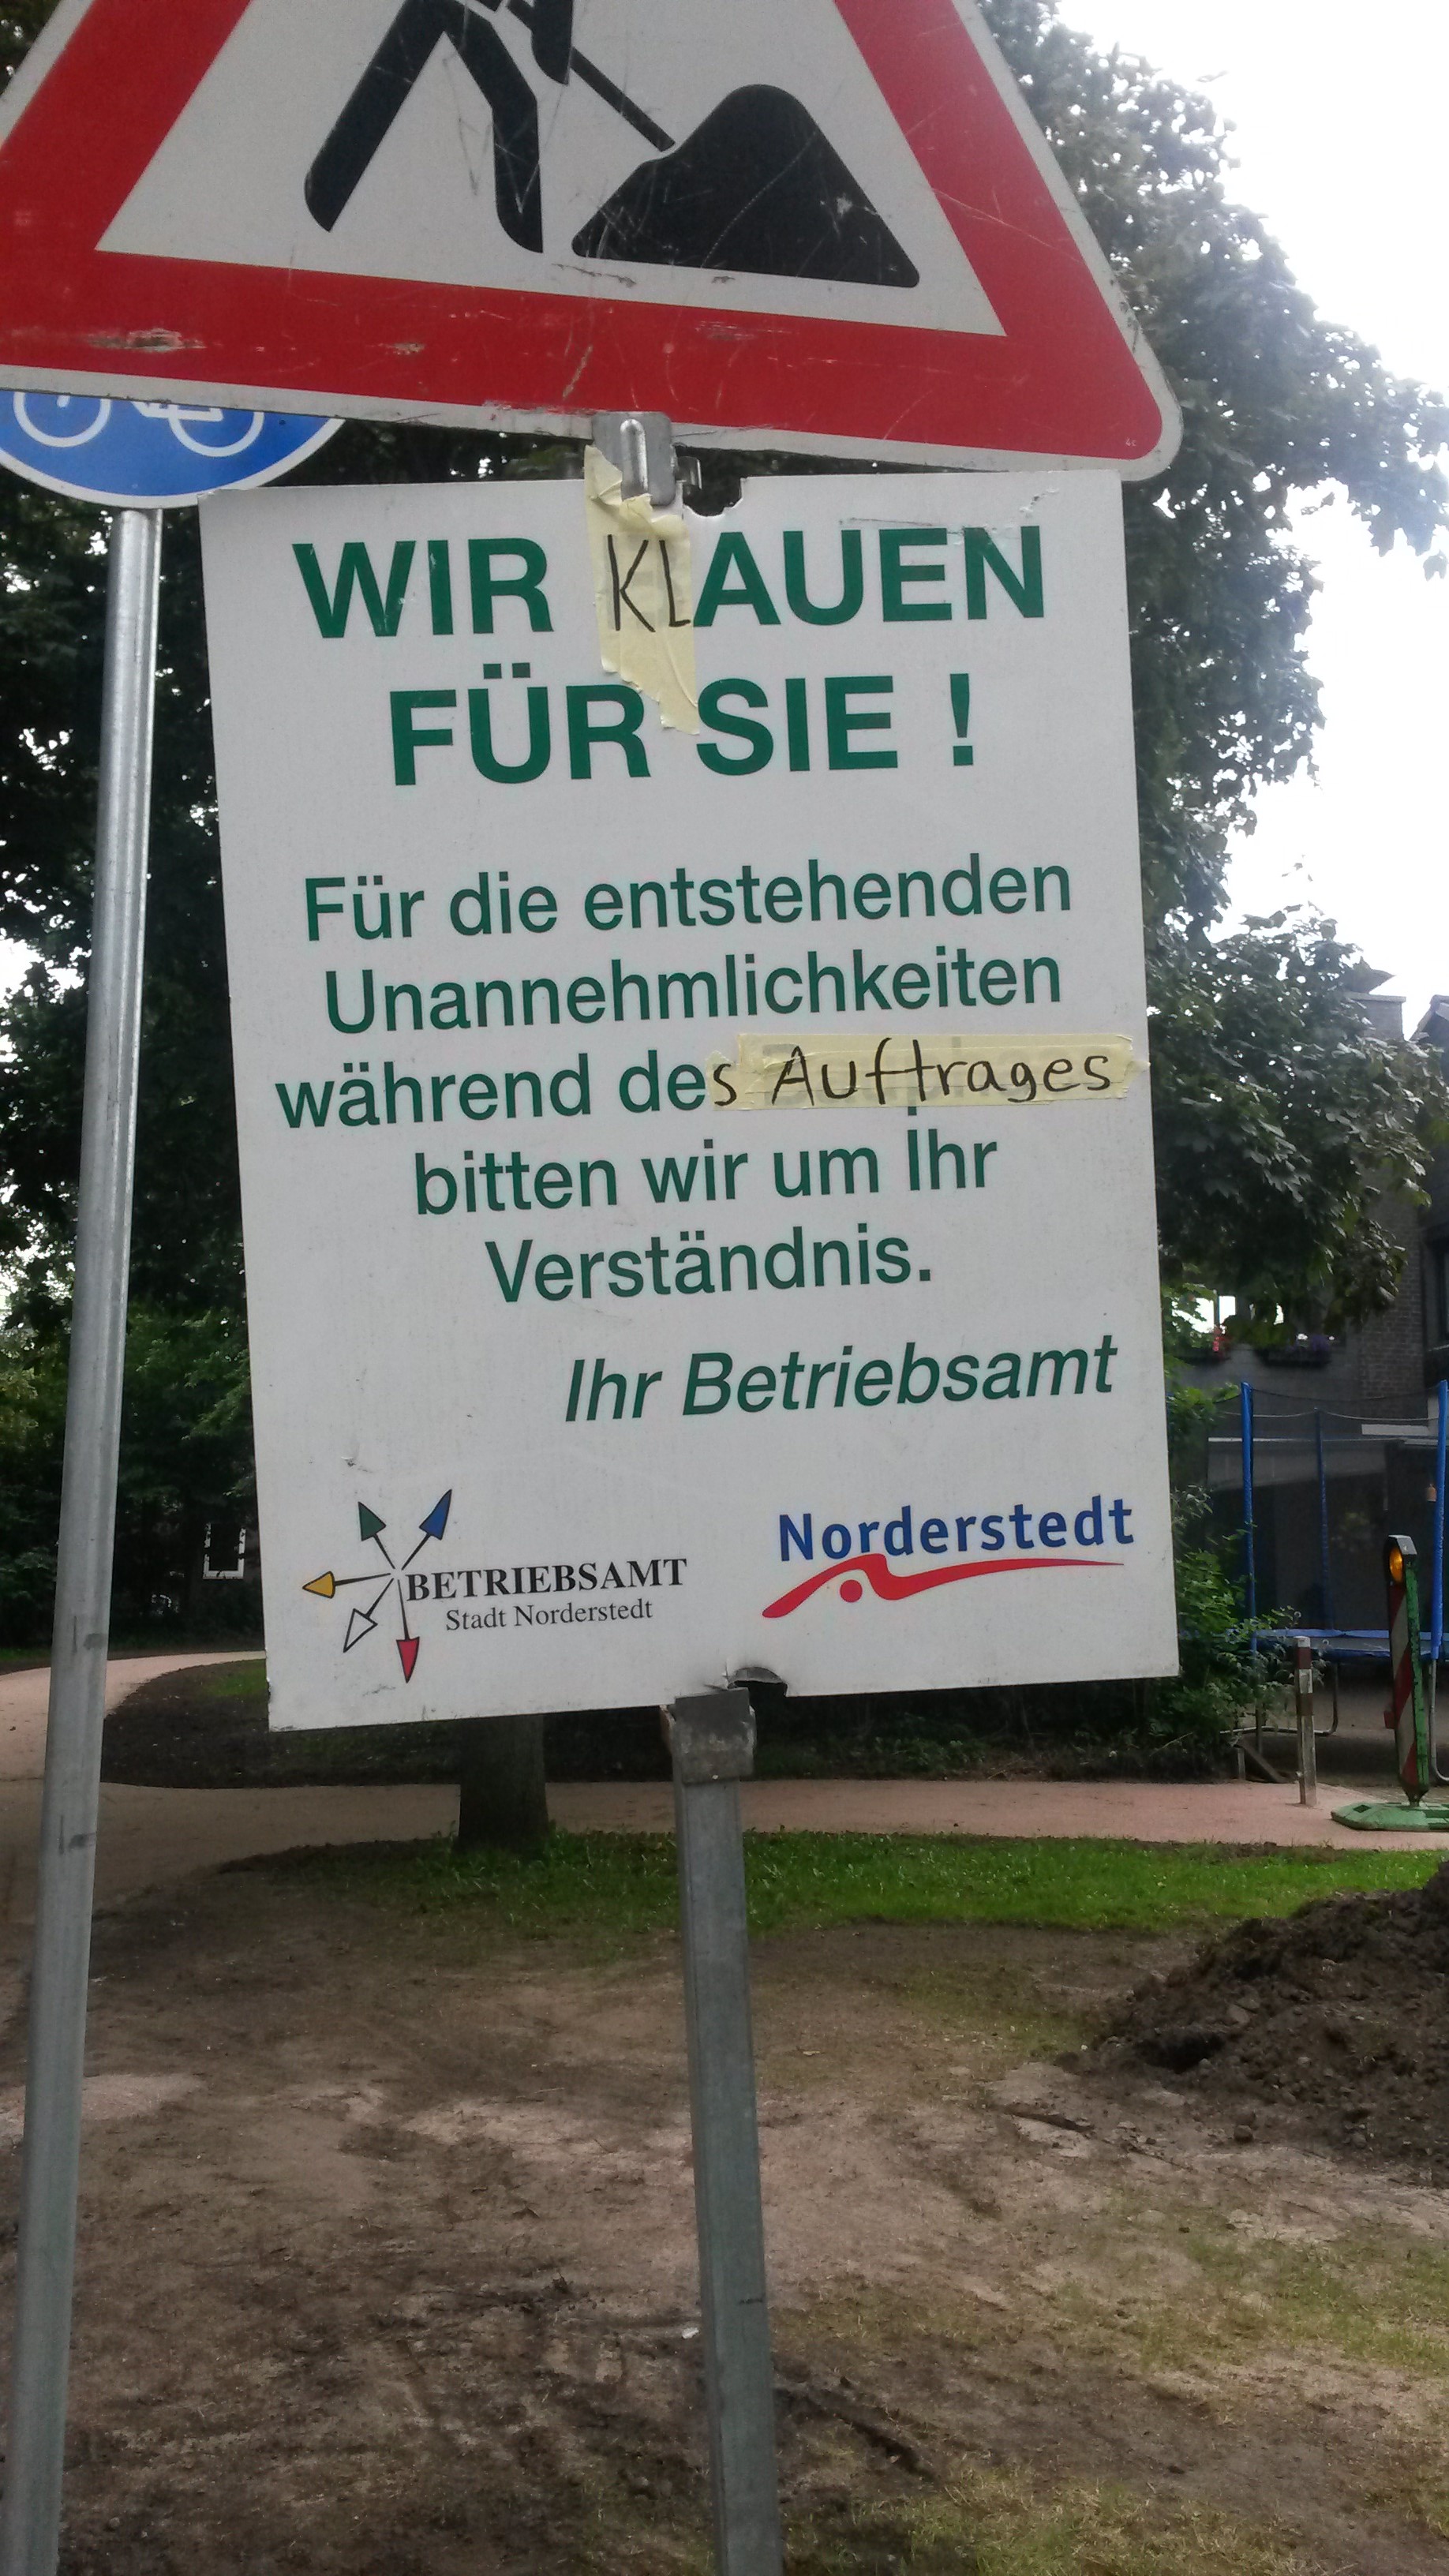 WIR KLAUEN
FÜR SIE !
Für die entstehenden
Unannehmlichkeiten
während des Auftrages
bitten wir um Ihr
Verständnis.
Ihr Betriebsamt
BETRIEBSAMT
Stadt Norderstedt
Norderstedt